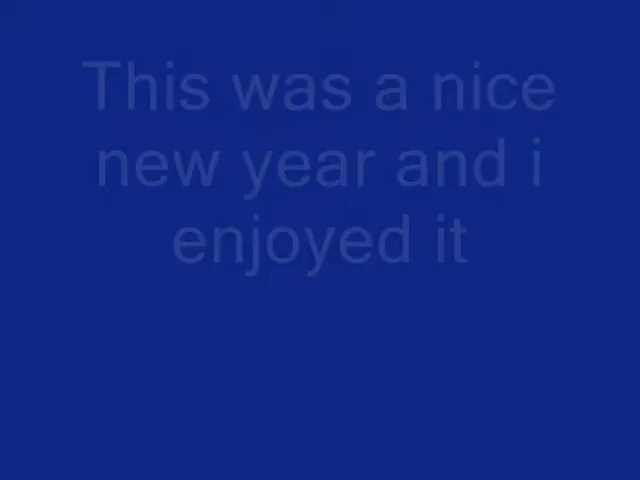 This was a nice
new year and i
enjoyed it